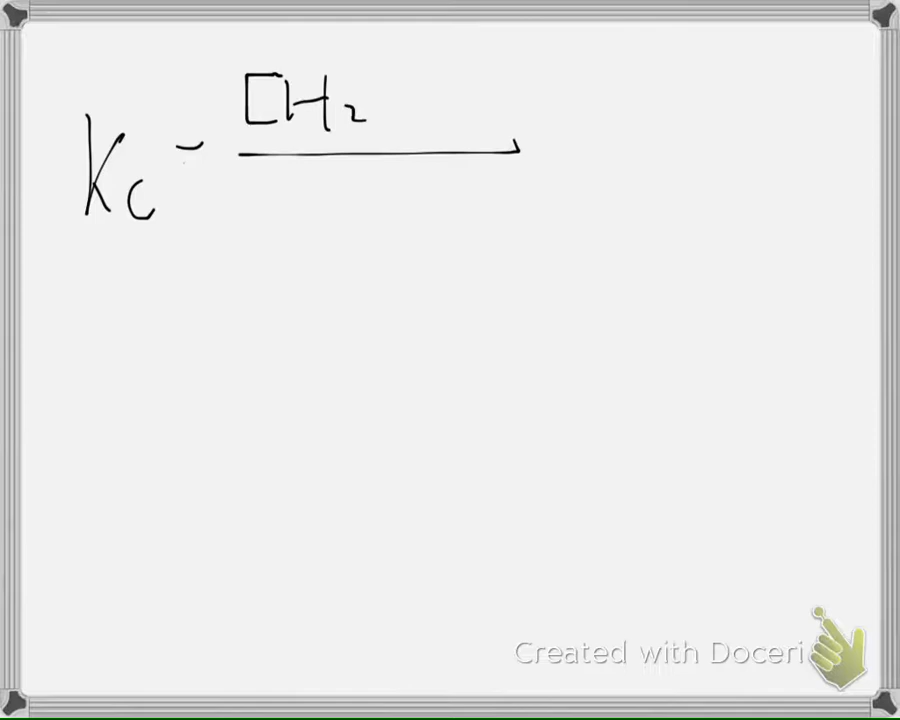 Kc = [H2
Created with Doceri